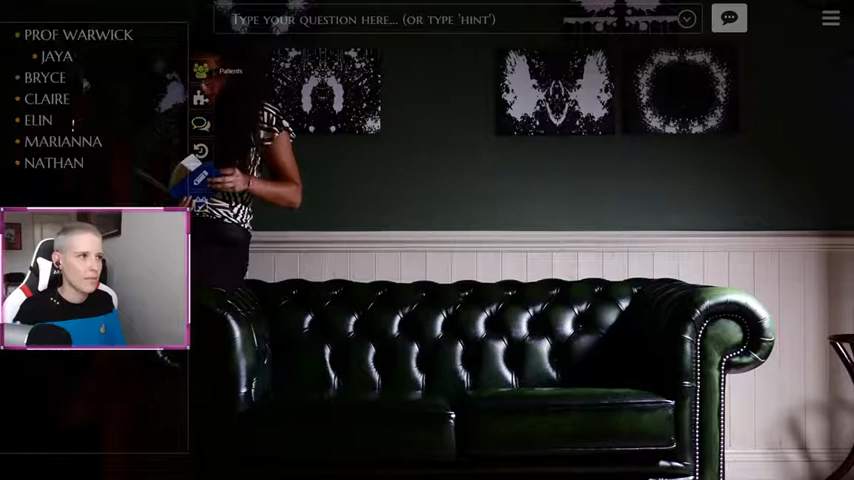 PROF WARWICK
JAYA
BRYCE
CLAIRE
ELIN
MARIANNA
NATHAN
TYPE YOUR QUESTION HERE... (OR TYPE 'HINT')
Patients